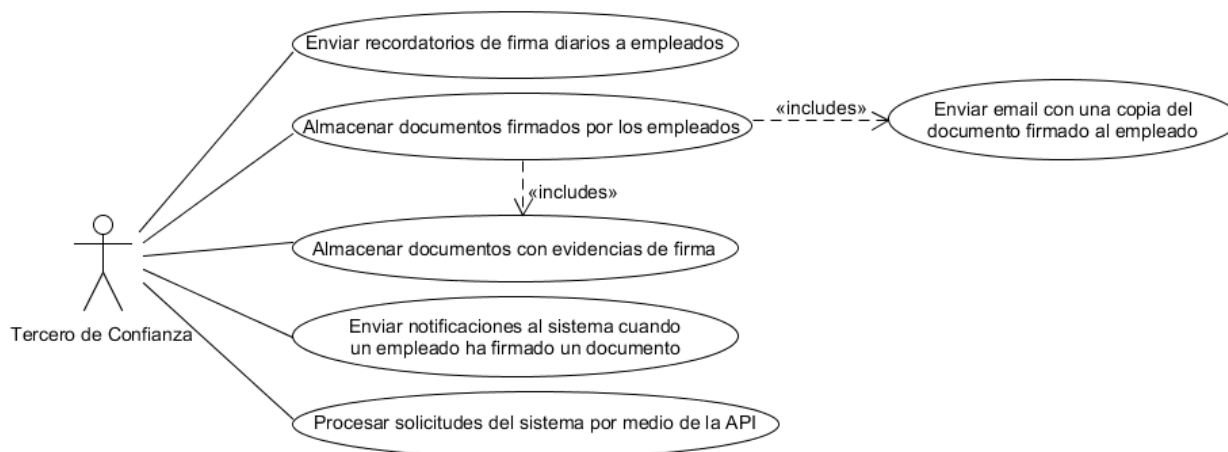 Enviar recordatorios de firma diarios a empleados
Almacenar documentos firmados por los empleados
«includes»
Enviar email con una copia del
documento firmado al empleado
«includes»
Almacenar documentos con evidencias de firma
Tercero de Confianza
Enviar notificaciones al sistema cuando
un empleado ha firmado un documento
Procesar solicitudes del sistema por medio de la API